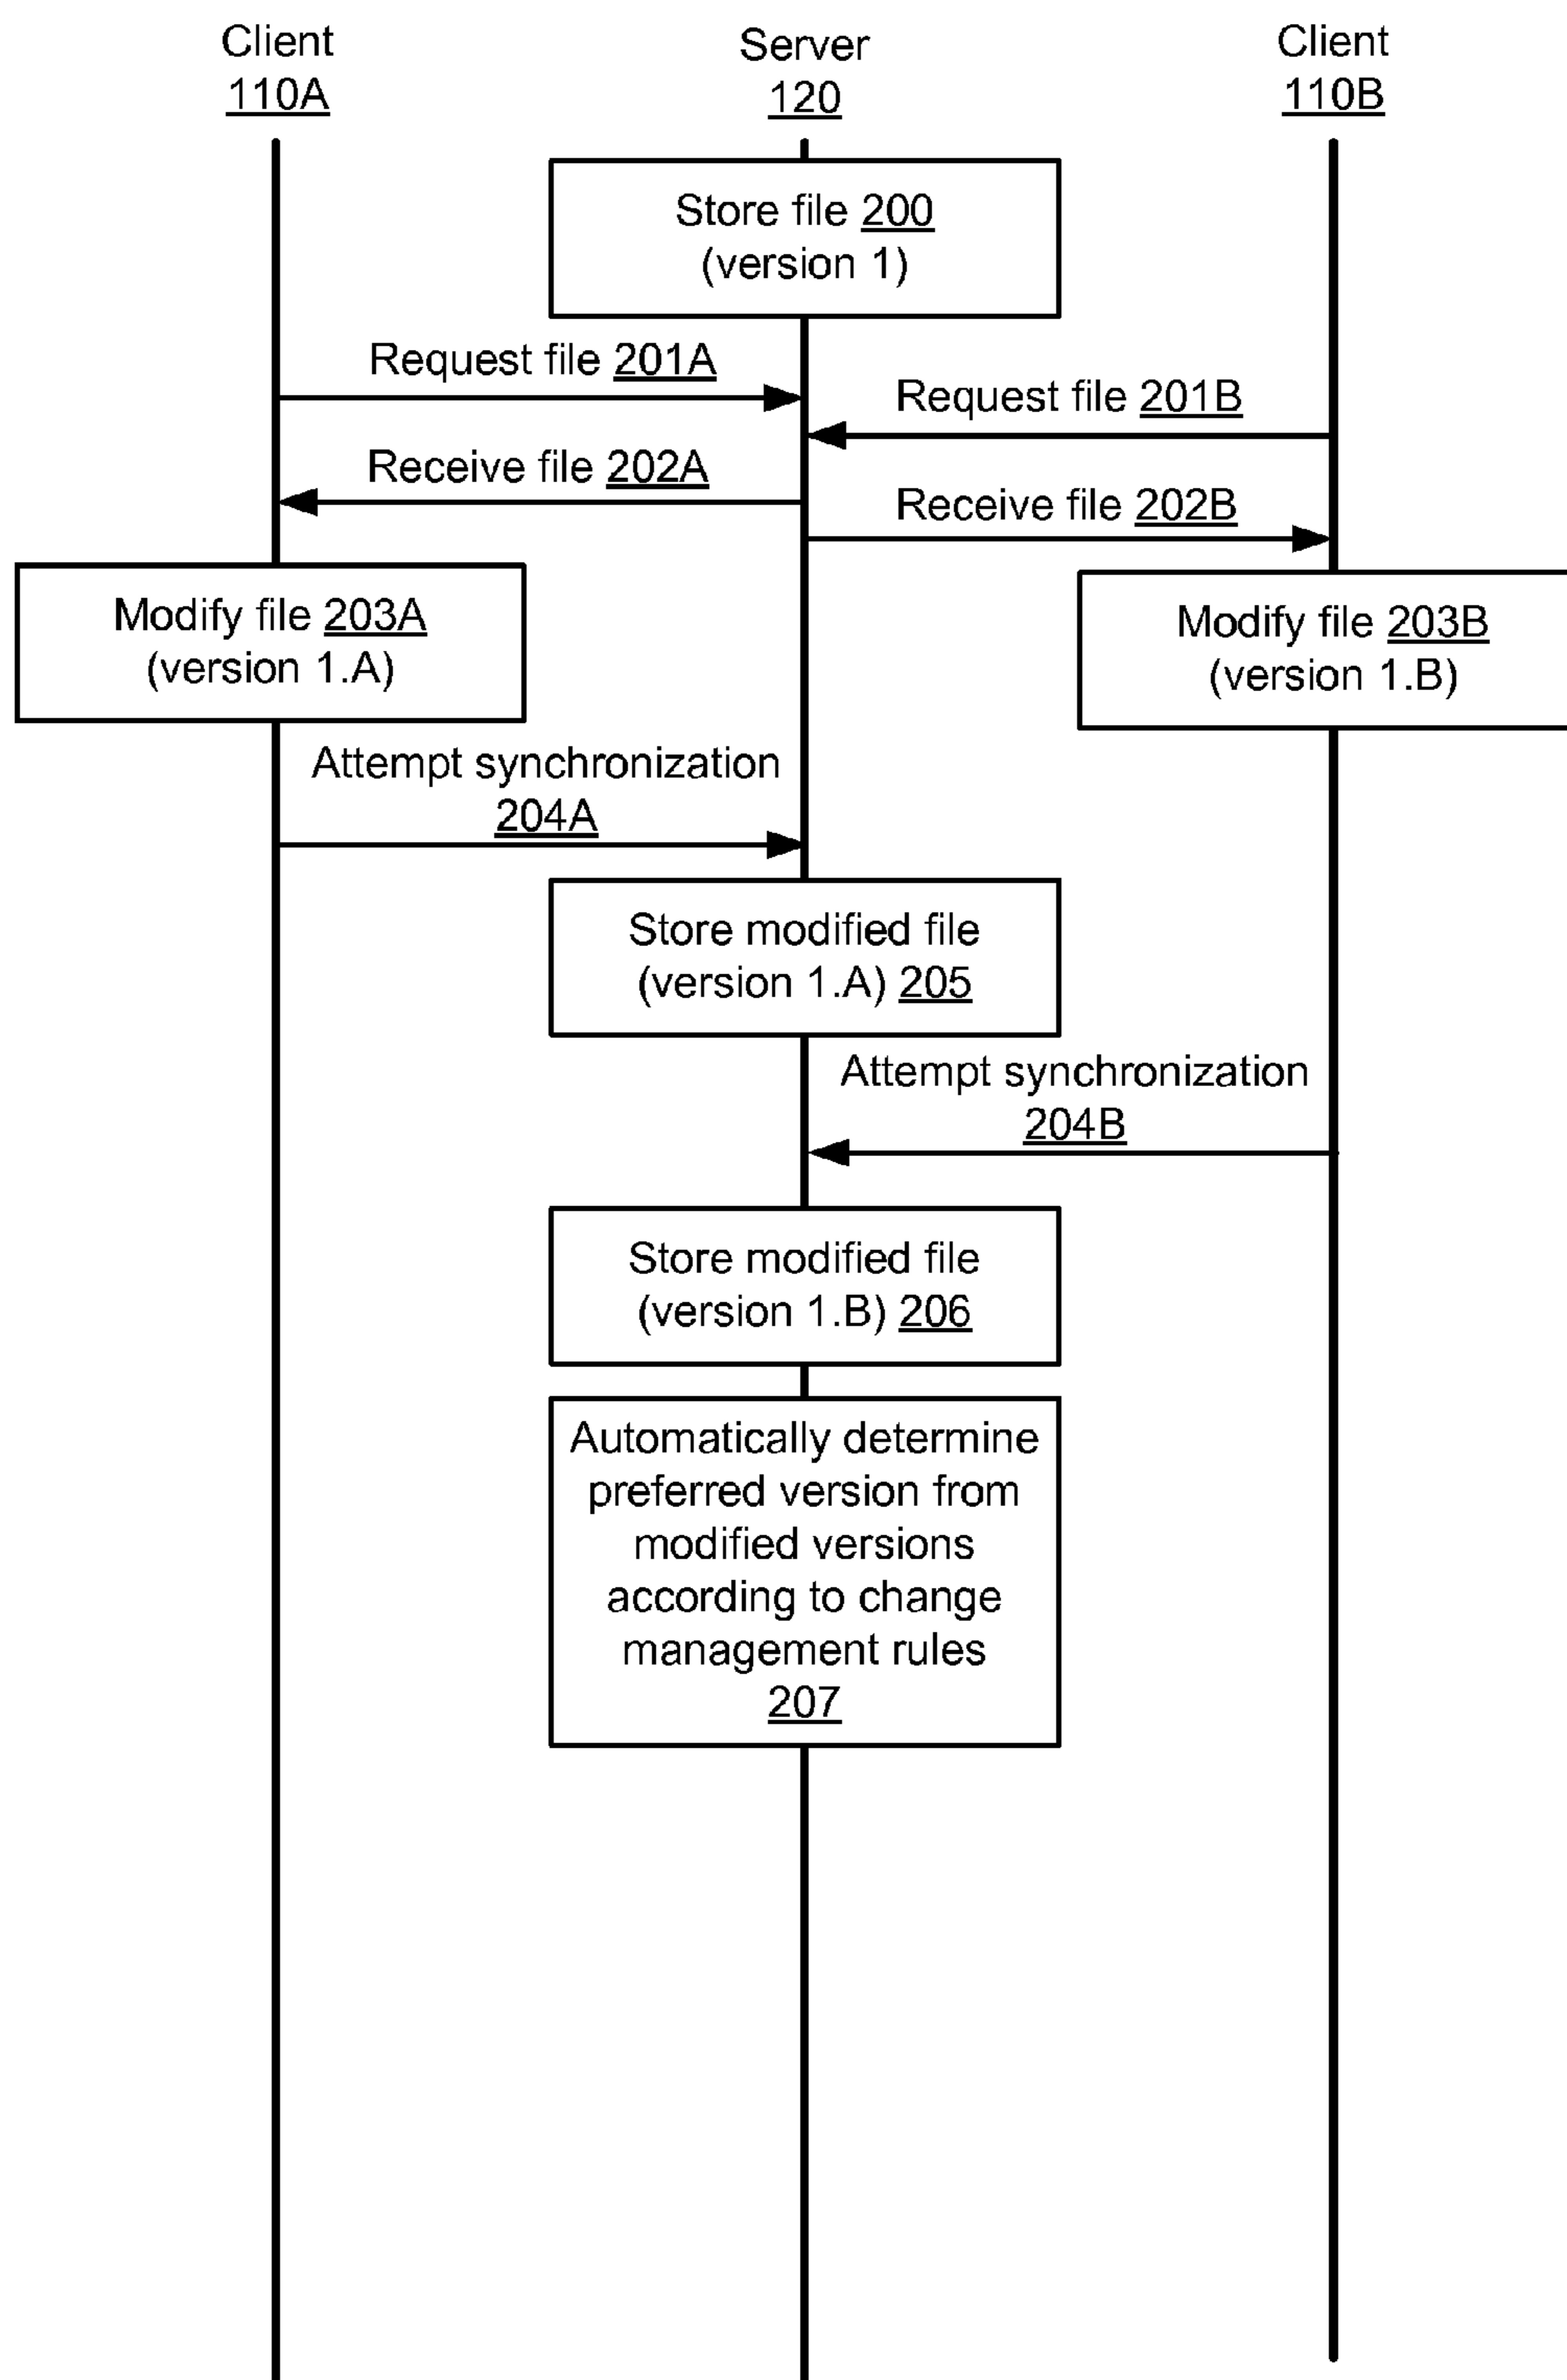 Client
110A
Server
120
Client
110B
Store file 200
(version 1)
Request file 201A
Request file 201B
Receive file 202A
Receive file 202B
Modify file 203A
(version 1.A)
Modify file 203B
(version 1.B)
Attempt synchronization
204A
Store modified file
(version 1.A) 205
Attempt synchronization
204B
Store modified file
(version 1.B) 206
Automatically determine
preferred version from
modified versions
according to change
management rules
207